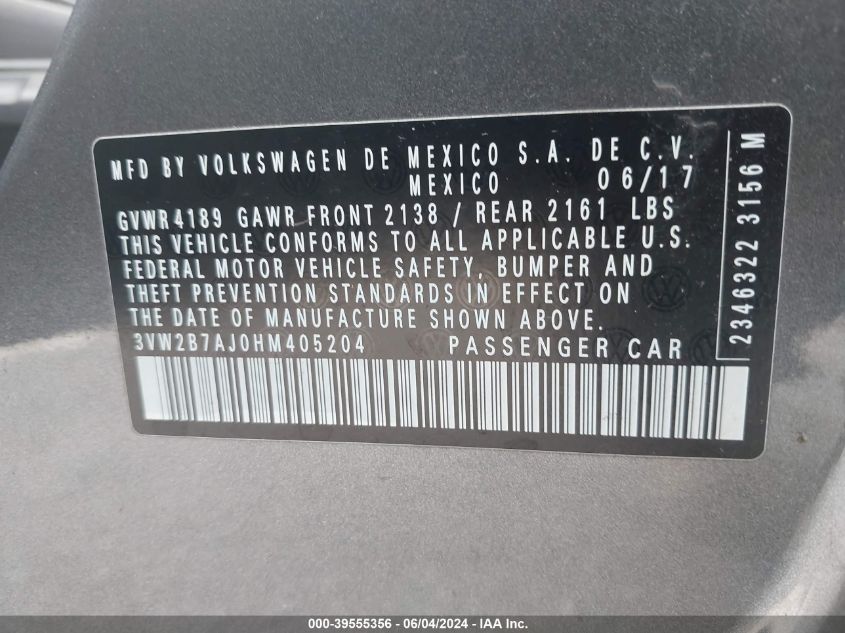 MFD BY VOLKSWAGEN DE MEXICO S.A. DE C.V.
MEXICO 06/17
GVWR4189 GAWR FRONT 2138 / REAR 2161 LBS
THIS VEHICLE CONFORMS TO ALL APPLICABLE U.S.
FEDERAL MOTOR VEHICLE SAFETY, BUMPER AND
THEFT PREVENTION STANDARDS IN EFFECT ON
THE DATE OF MANUFACTURE SHOWN ABOVE.
3VW2B7AJ0HM405204 PASSENGER CAR
2346322 3156 M
000-39555356 - 06/04/2024 - IAA Inc.